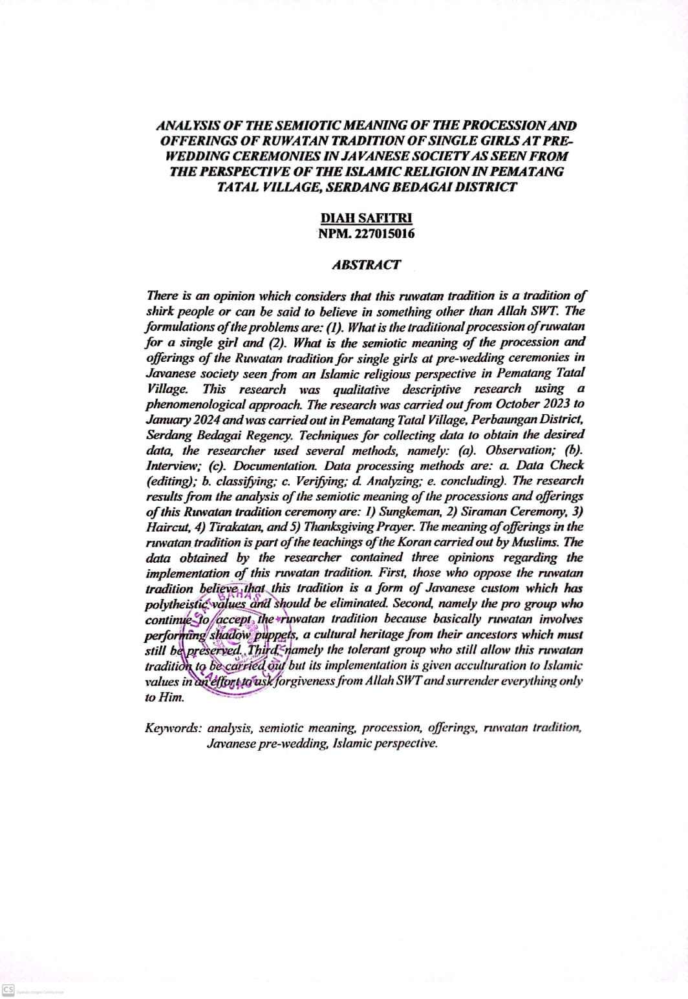 ANALYSIS OF THE SEMIOTIC MEANING OF THE PROCESSION AND
OFFERINGS OF RUWATAN TRADITION OF SINGLE GIRLS AT PRE-
WEDDING CEREMONIES IN JAVANESE SOCIETY AS SEEN FROM
THE PERSPECTIVE OF THE ISLAMIC RELIGION IN PEMATANG
TATAL VILLAGE, SERDANG BEDAGAI DISTRICT
DIAH SAFITRI
NPM. 227015016
ABSTRACT
There is an opinion which considers that this ruwatan tradition is a tradition of
shirk people or can be said to believe in something other than Allah SWT. The
formulations of the problems are: (1). What is the traditional procession of ruwatan
for a single girl and (2). What is the semiotic meaning of the procession and
offerings of the Ruwatan tradition for single girls at pre-wedding ceremonies in
Javanese society seen from an Islamic religious perspective in Pematang Tatal
Village. This research was qualitative descriptive research using a
phenomenological approach. The research was carried out from October 2023 to
January 2024 and was carried out in Pematang Tatal Village, Perbaungan District,
Serdang Bedagai Regency. Techniques for collecting data to obtain the desired
data, the researcher used several methods, namely: (a). Observation; (b).
Interview; (c). Documentation. Data processing methods are: a. Data Check
(editing); b. classifying; c. Verifying; d. Analyzing; e. concluding). The research
results from the analysis of the semiotic meaning of the processions and offerings
of this Ruwatan tradition ceremony are: 1) Sungkeman, 2) Siraman Ceremony, 3)
Haircut, 4) Tirakatan, and 5) Thanksgiving Prayer. The meaning of offerings in the
ruwatan tradition is part of the teachings of the Koran carried out by Muslims. The
data obtained by the researcher contained three opinions regarding the
implementation of this ruwatan tradition. First, those who oppose the ruwatan
tradition believe that this tradition is a form of Javanese custom which has
polytheistic values and should be eliminated. Second, namely the pro group who
continue to accept the ruwatan tradition because basically ruwatan involves
performing shadow puppets, a cultural heritage from their ancestors which must
still be preserved. Third, namely the tolerant group who still allow this ruwatan
tradition to be carried out but its implementation is given acculturation to Islamic
values in an effort to ask forgiveness from Allah SWT and surrender everything only
to Him.
Keywords: analysis, semiotic meaning, procession, offerings, ruwatan tradition,
Javanese pre-wedding, Islamic perspective.
PUSAT BAHASA
LANGUAGE CENTRE
CS Dipindai dengan CamScanner